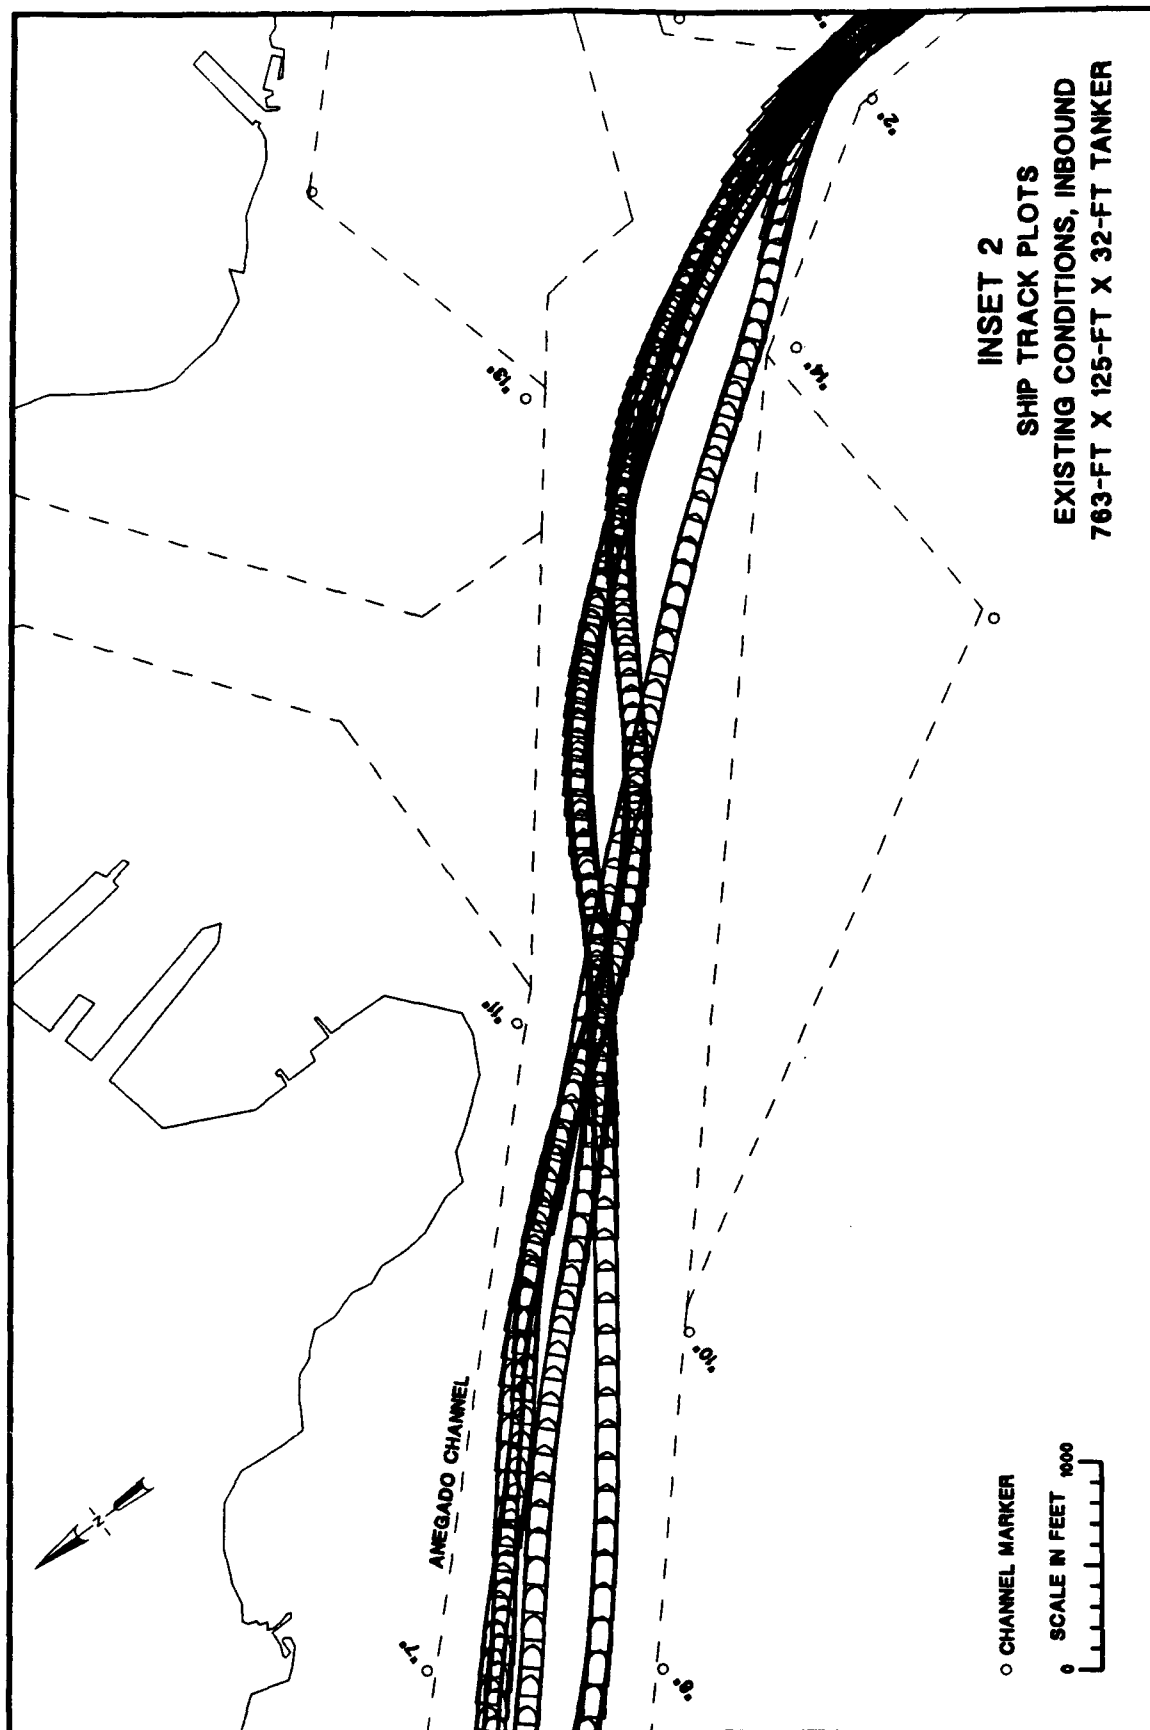 INSET 2
SHIP TRACK PLOTS
EXISTING CONDITIONS, INBOUND
763-FT X 125-FT X 32-FT TANKER
"2"
"13"
"14"
"11"
"10"
ANEGADO CHANNEL
N
"7"
○ CHANNEL MARKER
SCALE IN FEET
0 1000